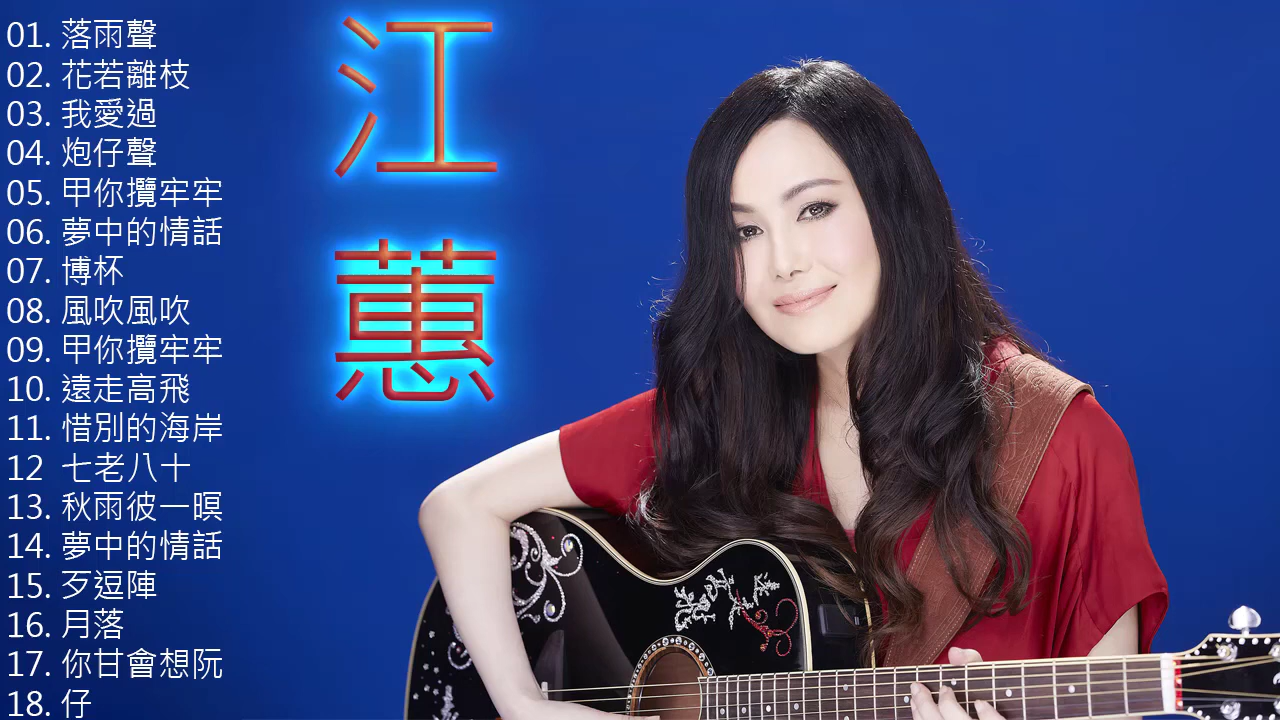 01. 落雨聲
02. 花若離枝
03. 我愛過
04. 炮仔聲
05. 甲你攬牢牢
06. 夢中的情話
07. 博杯
08. 風吹風吹
09. 甲你攬牢牢
10. 遠走高飛
11. 惜別的海岸
12 七老八十
13. 秋雨彼一暝
14. 夢中的情話
15. 歹逗陣
16. 月落
17. 你甘會想阮
18. 仔
江
蕙
遠走
高飛